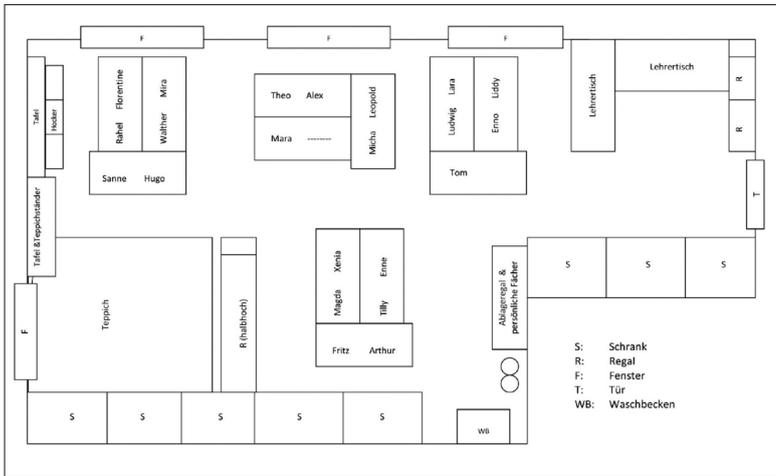 F
F
F
Tafel
Hocker
Rahel Florentine
Walther Mira
Sanne Hugo
Theo Alex
Mara --------
Micha Leopold
Ludwig Lara
Enno Liddy
Tom
Lehrertisch
Lehrertisch
R
R
T
Tafel &Teppichständer
F
Teppich
R (halbhoch)
Magda Xenia
Tilly Enne
Fritz Arthur
Ablageregal &
persönliche Fächer
S
S
S
S
S
S
S
S
WB
S: Schrank
R: Regal
F: Fenster
T: Tür
WB: Waschbecken